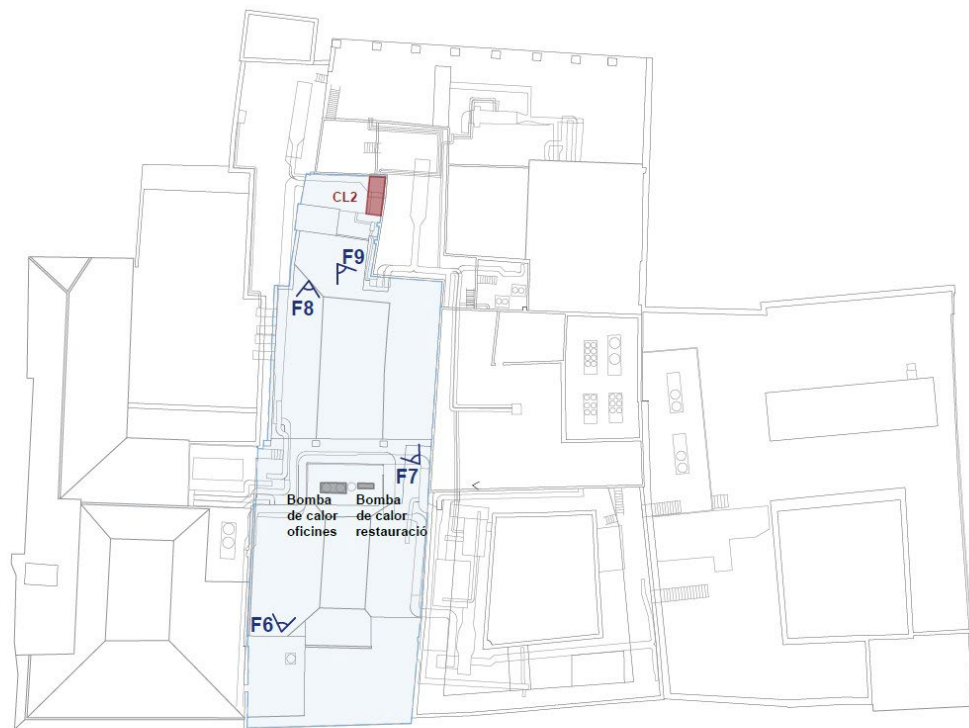 CL2
F9
F8
F7
Bomba
de calor
oficines
Bomba
de calor
restauració
F6